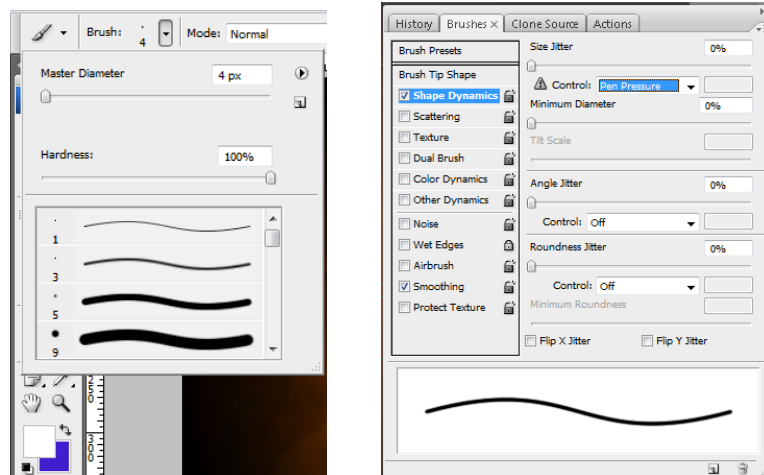 Brush: 4 Mode: Normal
Master Diameter 4 px
Hardness: 100%
1
3
5
9
History Brushes × Clone Source Actions
Brush Presets
Brush Tip Shape
Shape Dynamics
Scattering
Texture
Dual Brush
Color Dynamics
Other Dynamics
Noise
Wet Edges
Airbrush
Smoothing
Protect Texture
Size Jitter 0%
Control: Pen Pressure
Minimum Diameter 0%
Tilt Scale
Angle Jitter 0%
Control: Off
Roundness Jitter 0%
Control: Off
Minimum Roundness
Flip X Jitter Flip Y Jitter